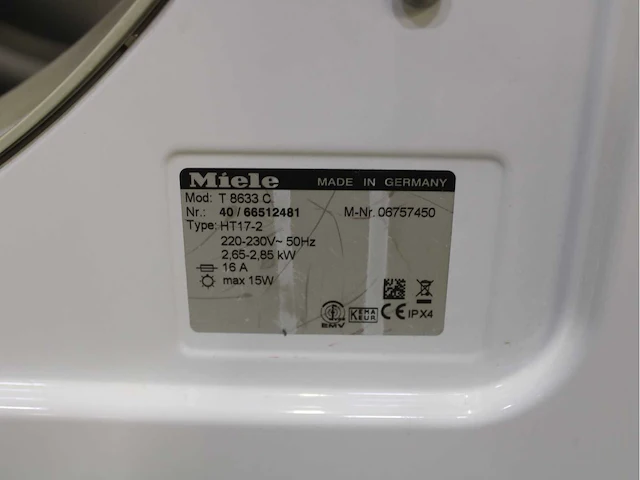 Miele MADE IN GERMANY
Mod: T 8633 C
Nr.: 40 / 66512481 M-Nr. 06757450
Type: HT17-2
220-230V~ 50Hz
2,65-2,85 kW
16 A
max 15W
EMV KEMA KEUR CE IPX4